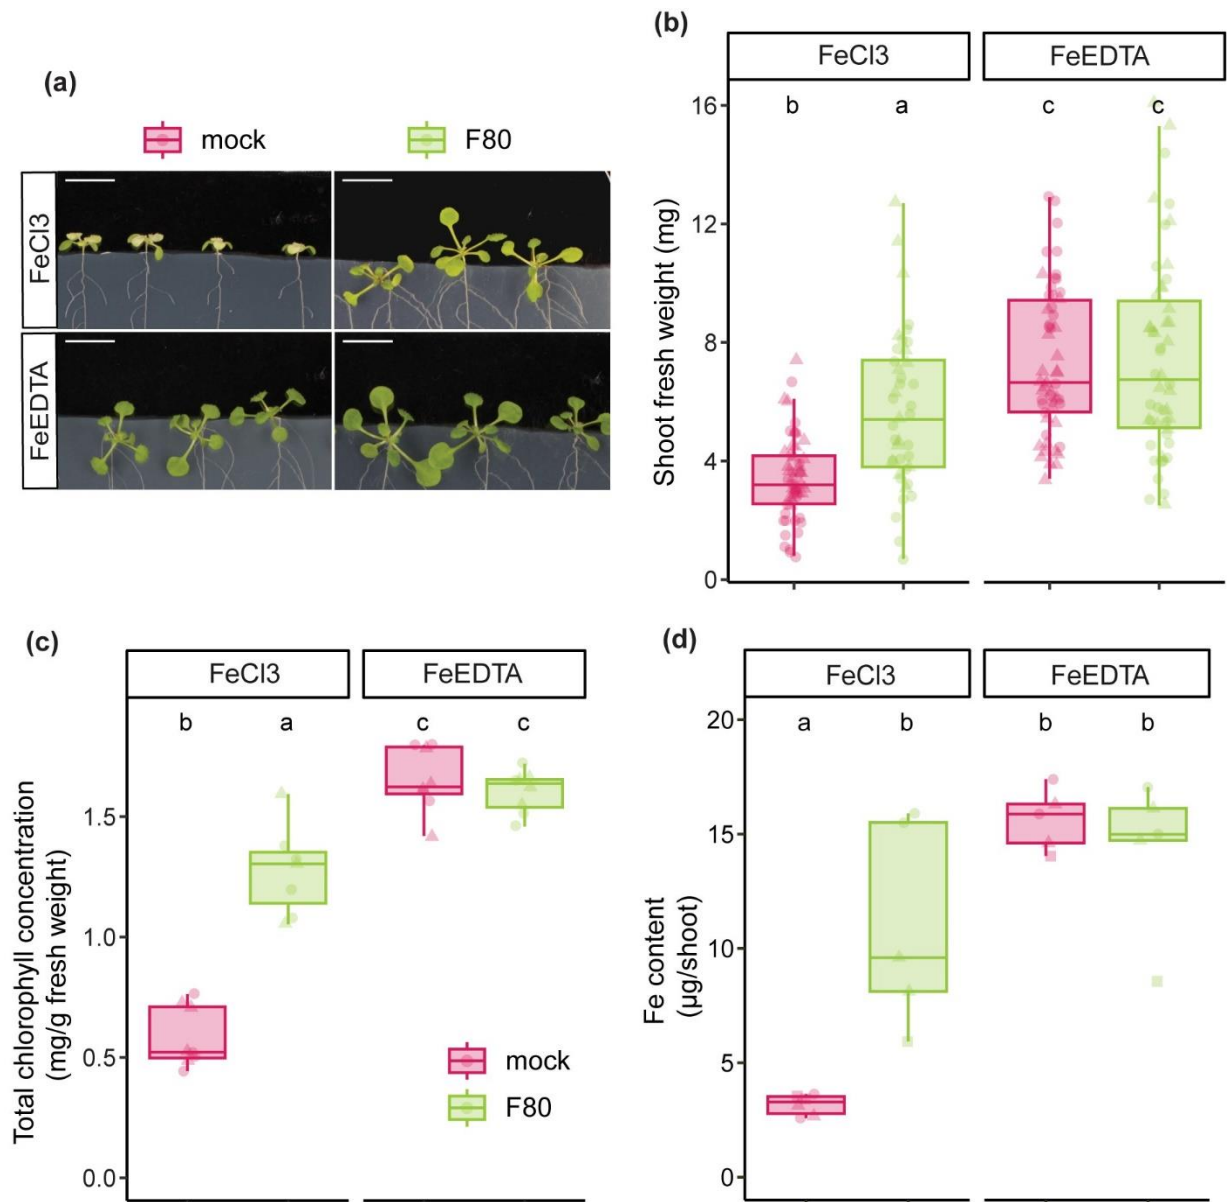 (a)
mock F80
FeCl3
FeEDTA
(b)
FeCl3 FeEDTA
b a c c
Shoot fresh weight (mg)
16
12
8
4
0
(c)
FeCl3 FeEDTA
b a c c
Total chlorophyll concentration
(mg/g fresh weight)
1.5
1.0
0.5
0.0
mock
F80
(d)
FeCl3 FeEDTA
a b b b
Fe content
(µg/shoot)
20
15
10
5
0